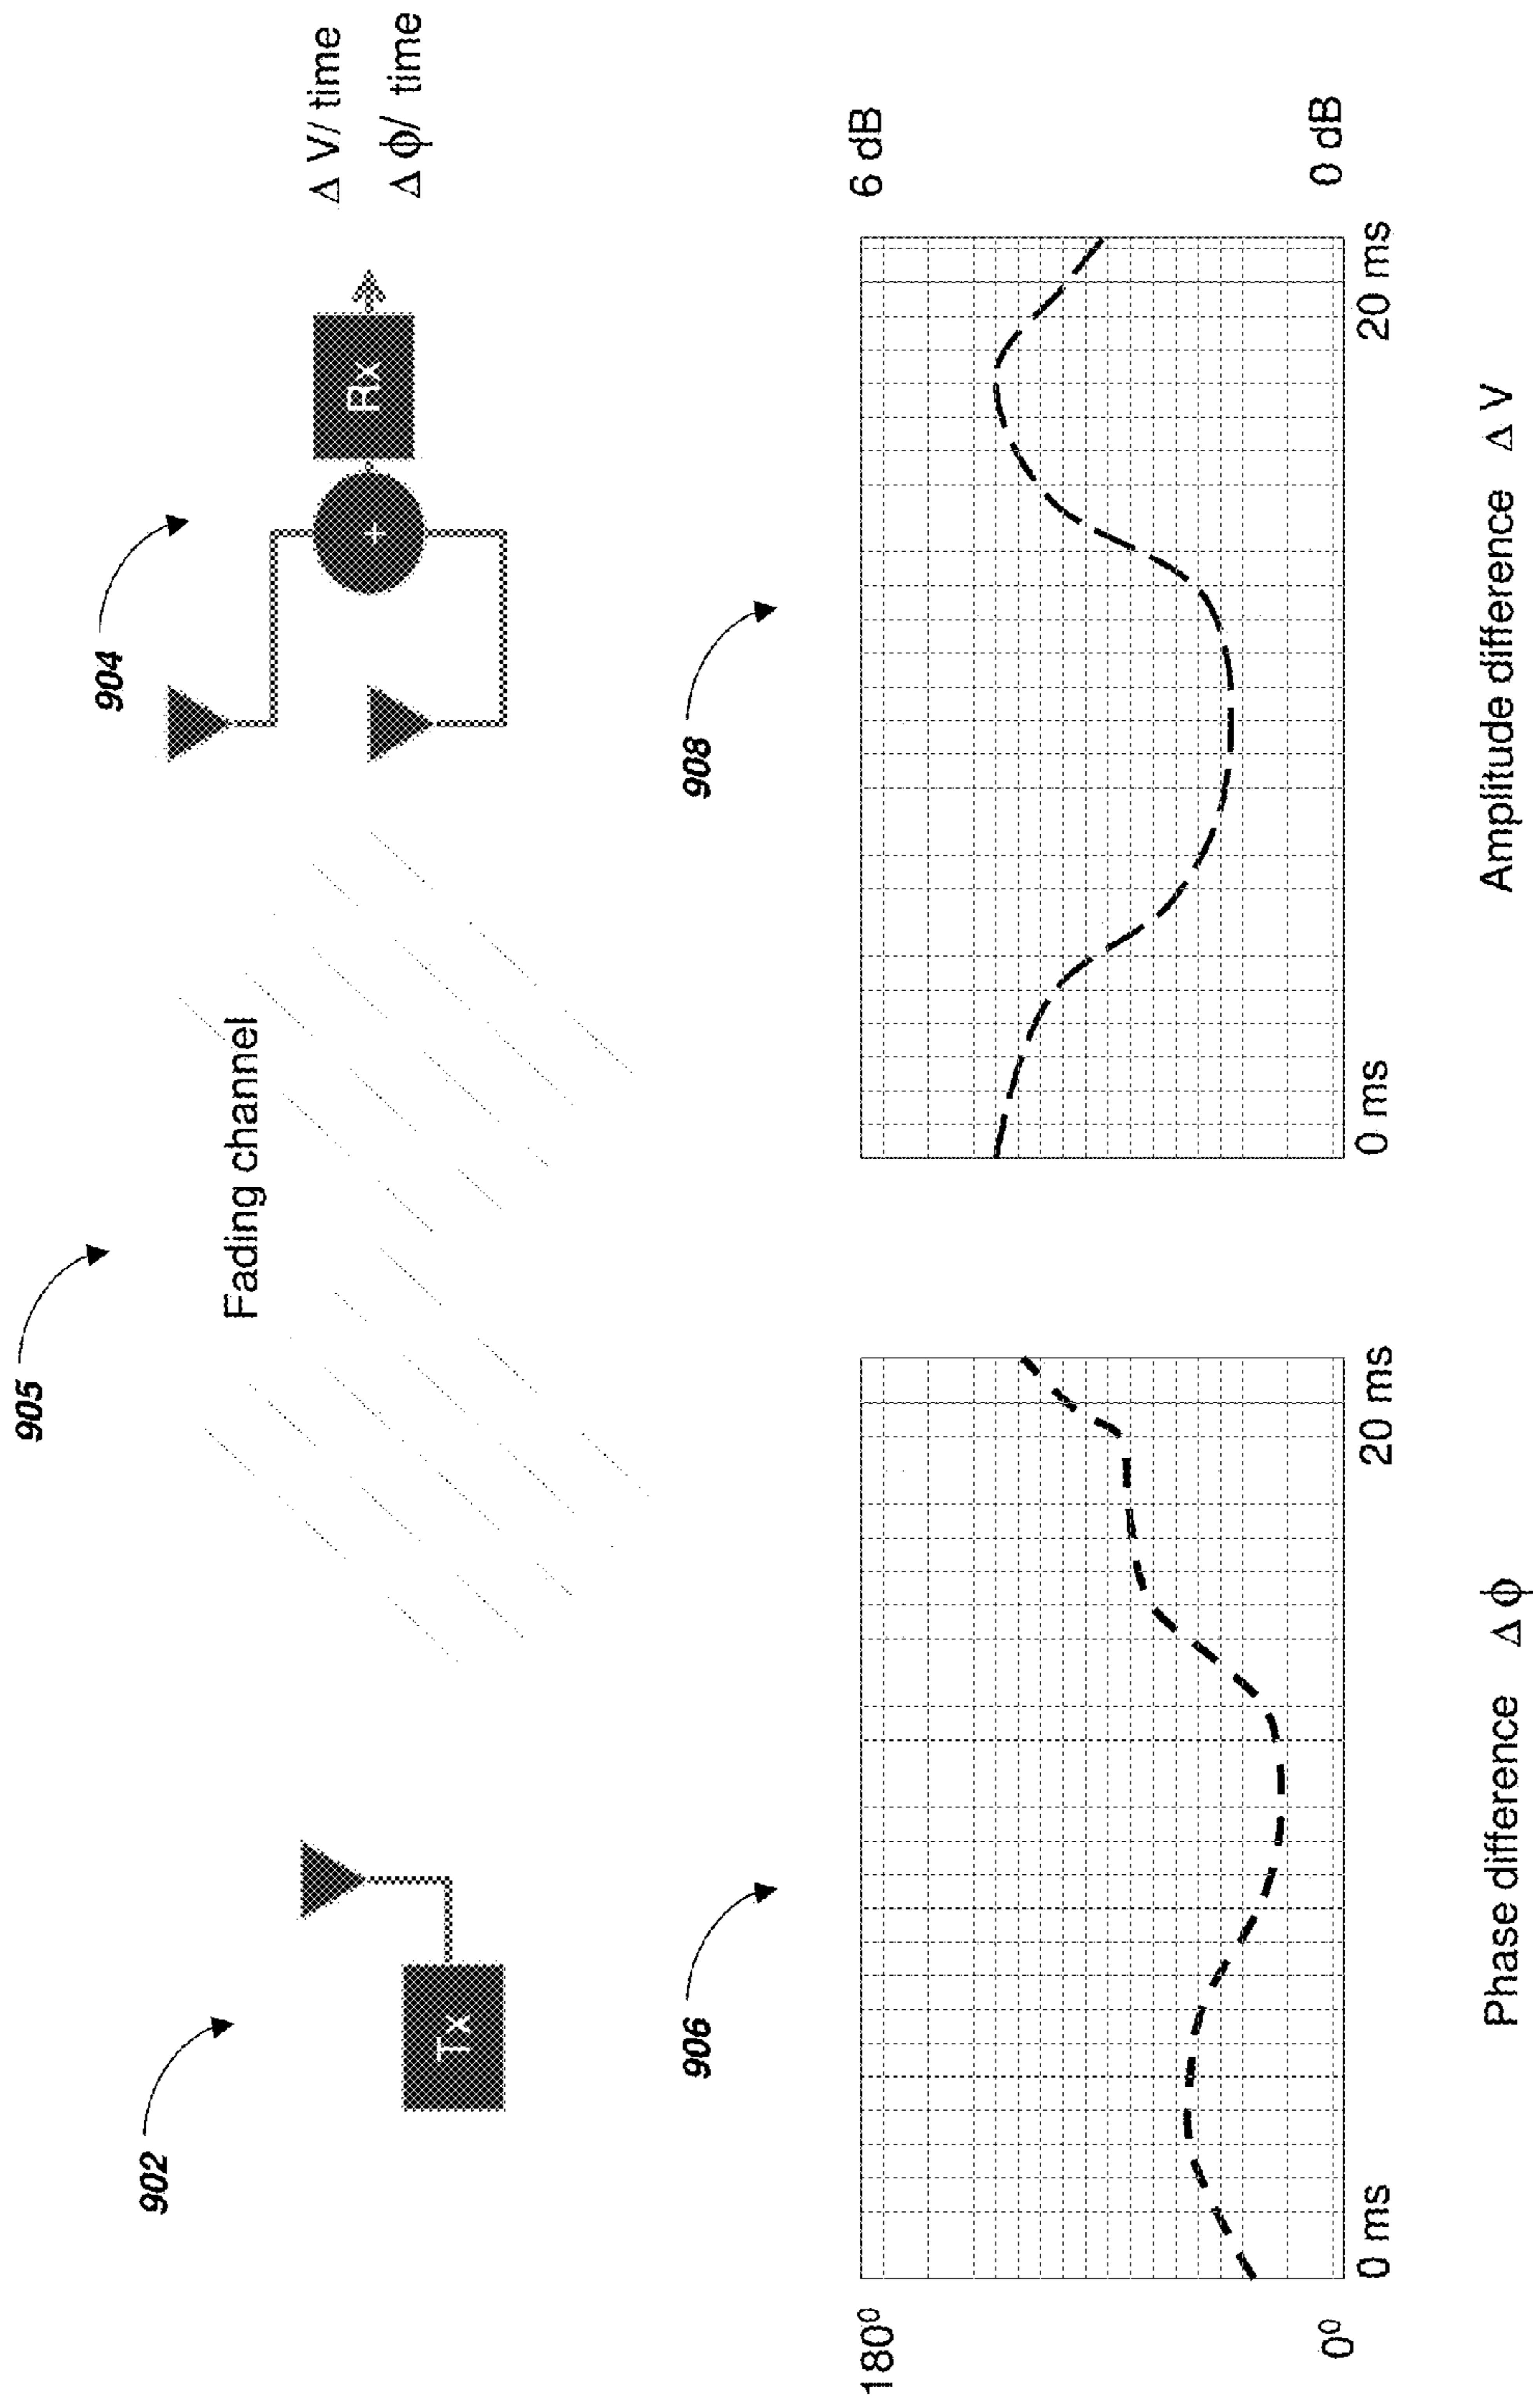 905
902
904
Fading channel
Tx
+
Rx
Δ V/ time
Δ ϕ/ time
906
908
180⁰
0⁰
0 ms
20 ms
6 dB
0 dB
0 ms
20 ms
Phase difference Δ ϕ
Amplitude difference Δ V